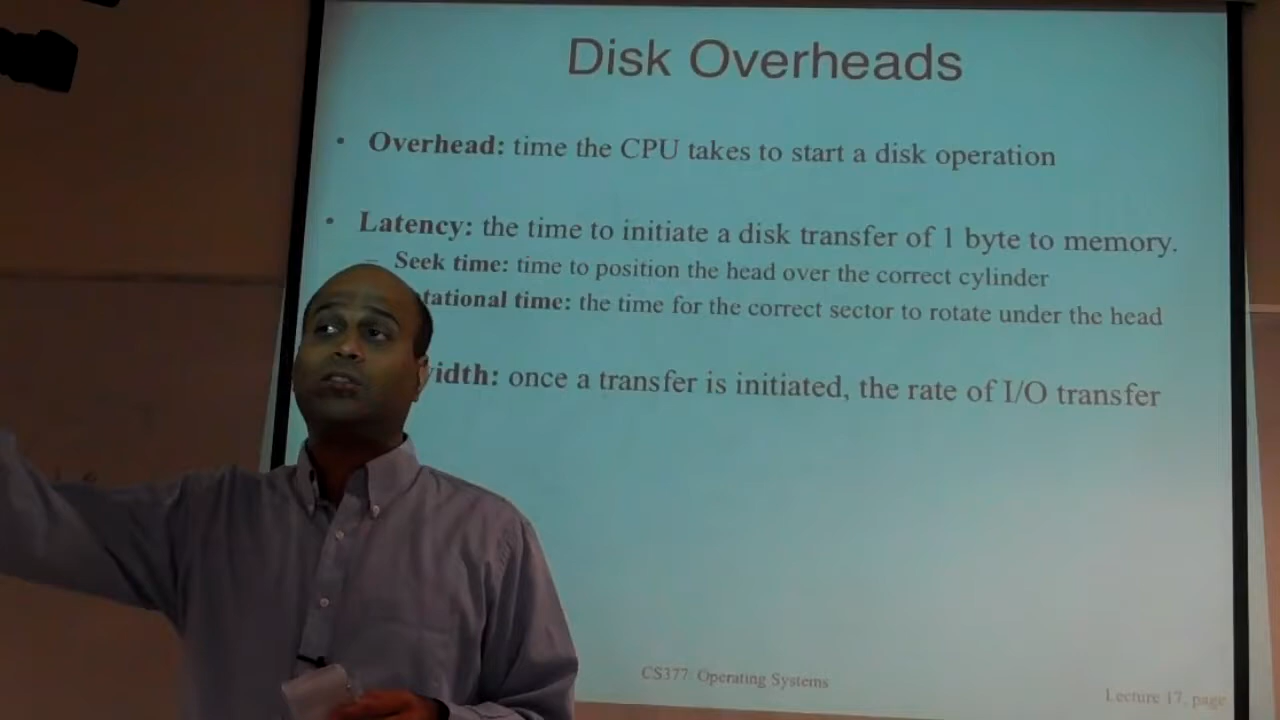 Disk Overheads
• Overhead: time the CPU takes to start a disk operation
• Latency: the time to initiate a disk transfer of 1 byte to memory.
– Seek time: time to position the head over the correct cylinder
tational time: the time for the correct sector to rotate under the head
width: once a transfer is initiated, the rate of I/O transfer
CS377: Operating Systems
Lecture 17, page